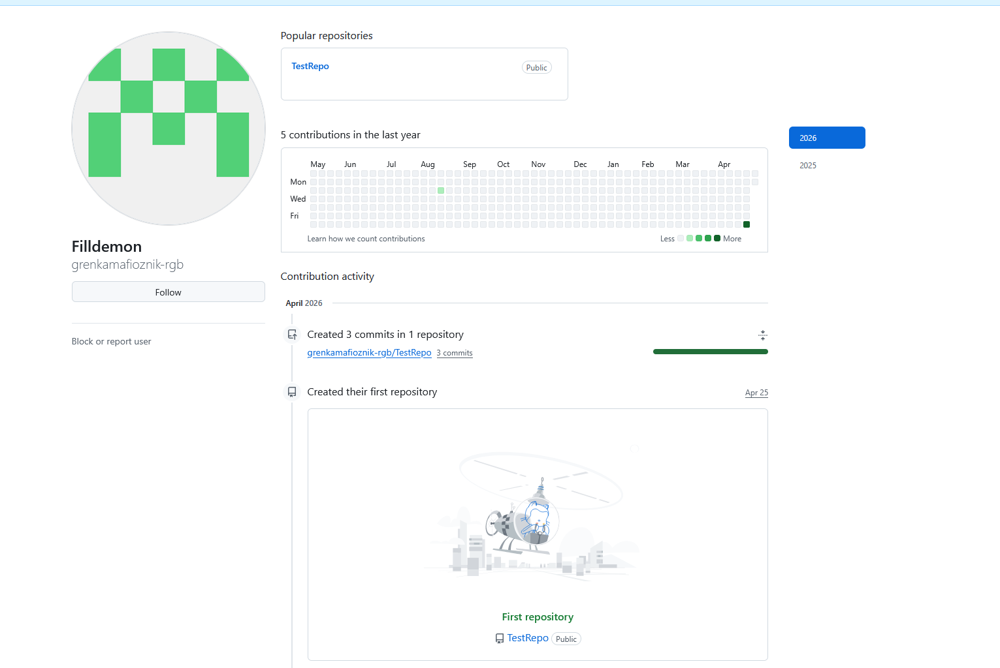 Popular repositories
TestRepo
Public
5 contributions in the last year
2026
2025
May Jun Jul Aug Sep Oct Nov Dec Jan Feb Mar Apr
Mon
Wed
Fri
Learn how we count contributions
Less More
Filldemon
grenkamafioznik-rgb
Follow
Block or report user
Contribution activity
April 2026
Created 3 commits in 1 repository
grenkamafioznik-rgb/TestRepo 3 commits
Created their first repository
Apr 25
First repository
TestRepo Public